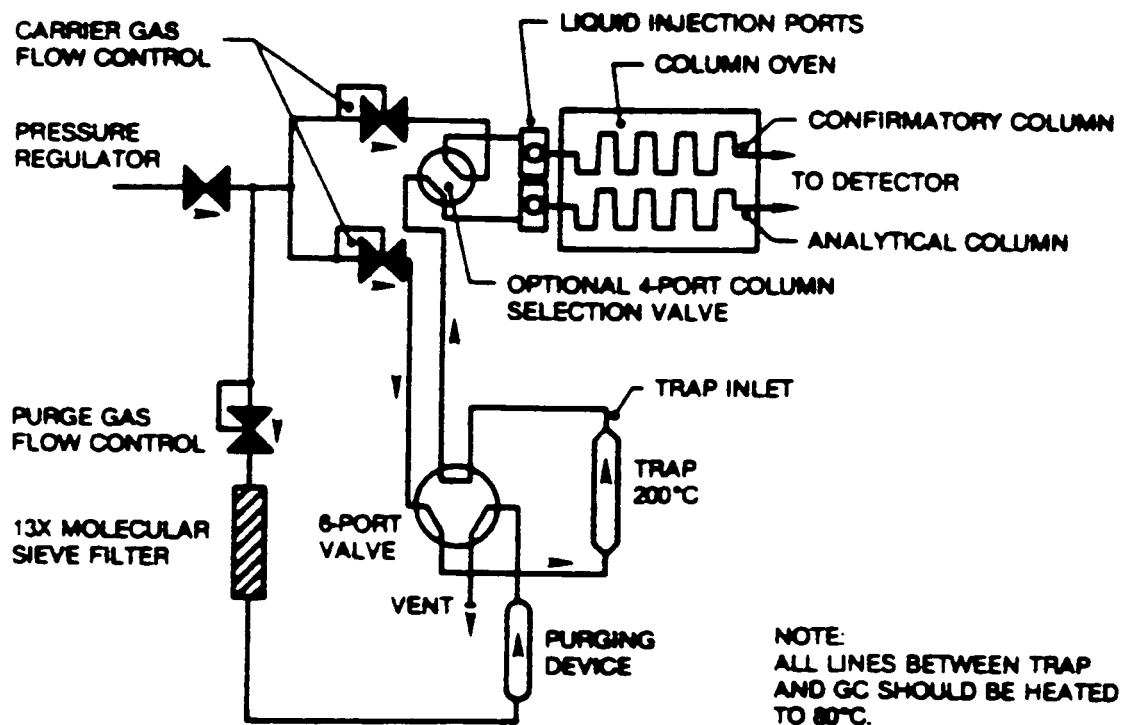 CARRIER GAS
FLOW CONTROL
LIQUID INJECTION PORTS
COLUMN OVEN
CONFIRMATORY COLUMN
PRESSURE
REGULATOR
TO DETECTOR
ANALYTICAL COLUMN
OPTIONAL 4-PORT COLUMN
SELECTION VALVE
TRAP INLET
PURGE GAS
FLOW CONTROL
TRAP
200°C
13X MOLECULAR
SIEVE FILTER
6-PORT
VALVE
VENT
PURGING
DEVICE
NOTE:
ALL LINES BETWEEN TRAP
AND GC SHOULD BE HEATED
TO 80°C.